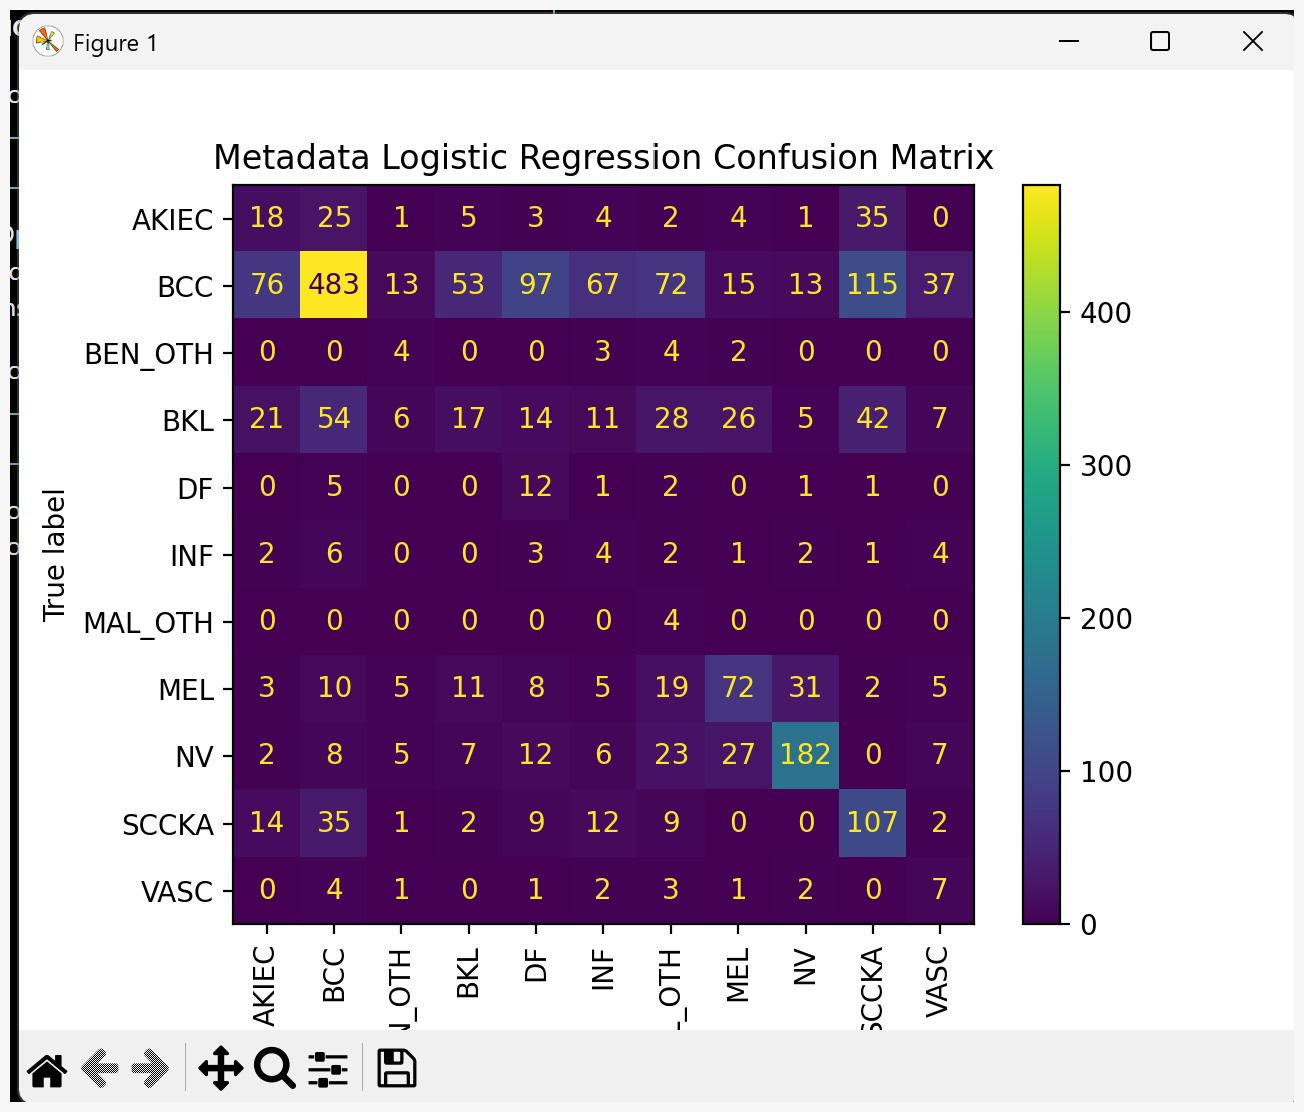 Figure 1
Metadata Logistic Regression Confusion Matrix
AKIEC 18 25 1 5 3 4 2 4 1 35 0
BCC 76 483 13 53 97 67 72 15 13 115 37
BEN_OTH 0 0 4 0 0 3 4 2 0 0 0
BKL 21 54 6 17 14 11 28 26 5 42 7
DF 0 5 0 0 12 1 2 0 1 1 0
INF 2 6 0 0 3 4 2 1 2 1 4
MAL_OTH 0 0 0 0 0 0 4 0 0 0 0
MEL 3 10 5 11 8 5 19 72 31 2 5
NV 2 8 5 7 12 6 23 27 182 0 7
SCCKA 14 35 1 2 9 12 9 0 0 107 2
VASC 0 4 1 0 1 2 3 1 2 0 7
True label
AKIEC BCC N_OTH BKL DF INF L_OTH MEL NV SCCKA VASC
400
300
200
100
0